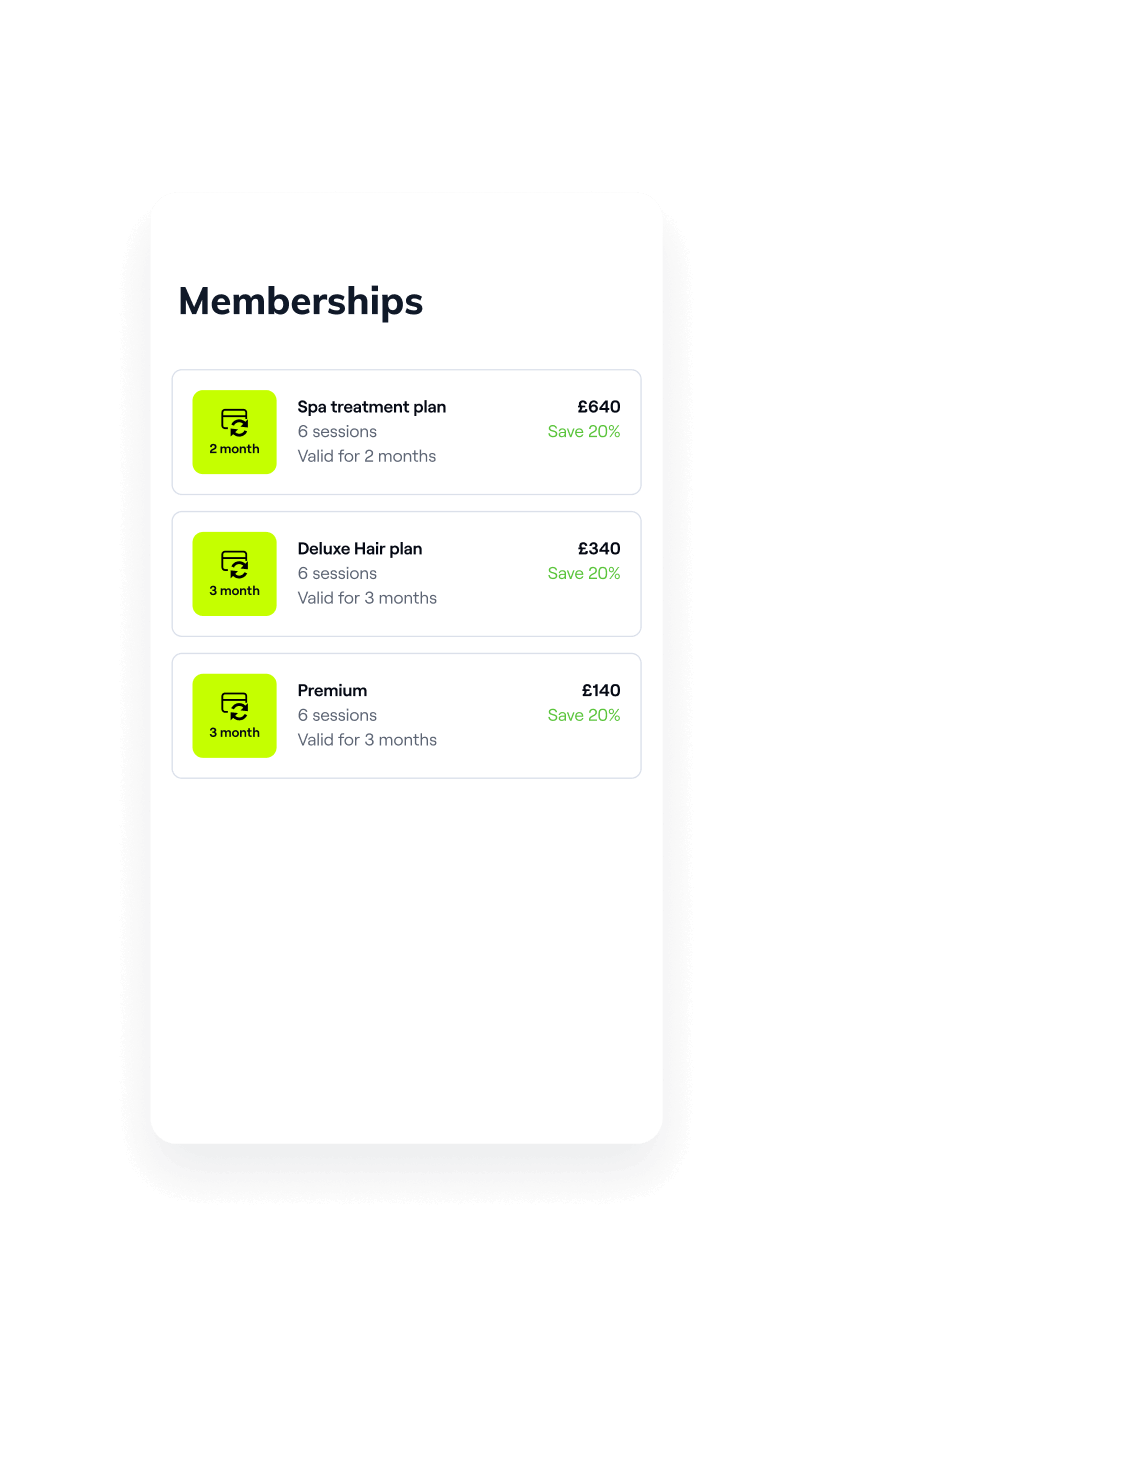 Memberships
2 month
Spa treatment plan
£640
6 sessions
Save 20%
Valid for 2 months
3 month
Deluxe Hair plan
£340
6 sessions
Save 20%
Valid for 3 months
3 month
Premium
£140
6 sessions
Save 20%
Valid for 3 months